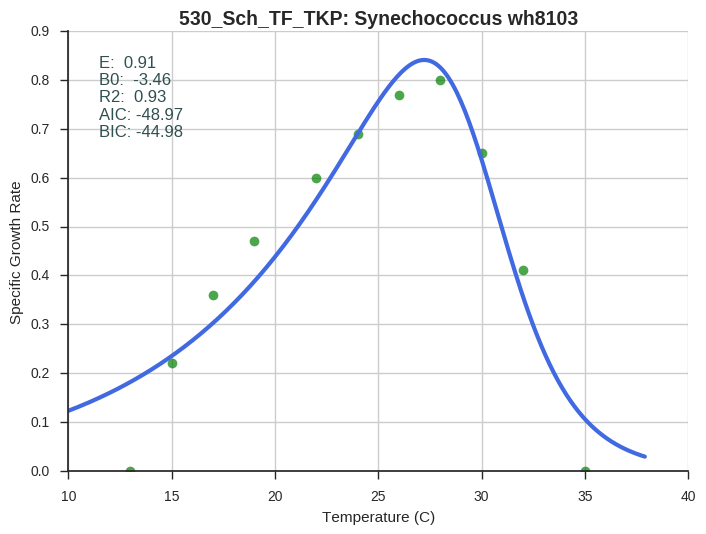 530_Sch_TF_TKP: Synechococcus wh8103
E:  0.91
B0:  -3.46
R2:  0.93
AIC: -48.97
BIC: -44.98
Specific Growth Rate
0.9
0.8
0.7
0.6
0.5
0.4
0.3
0.2
0.1
0.0
10 15 20 25 30 35 40
Temperature (C)